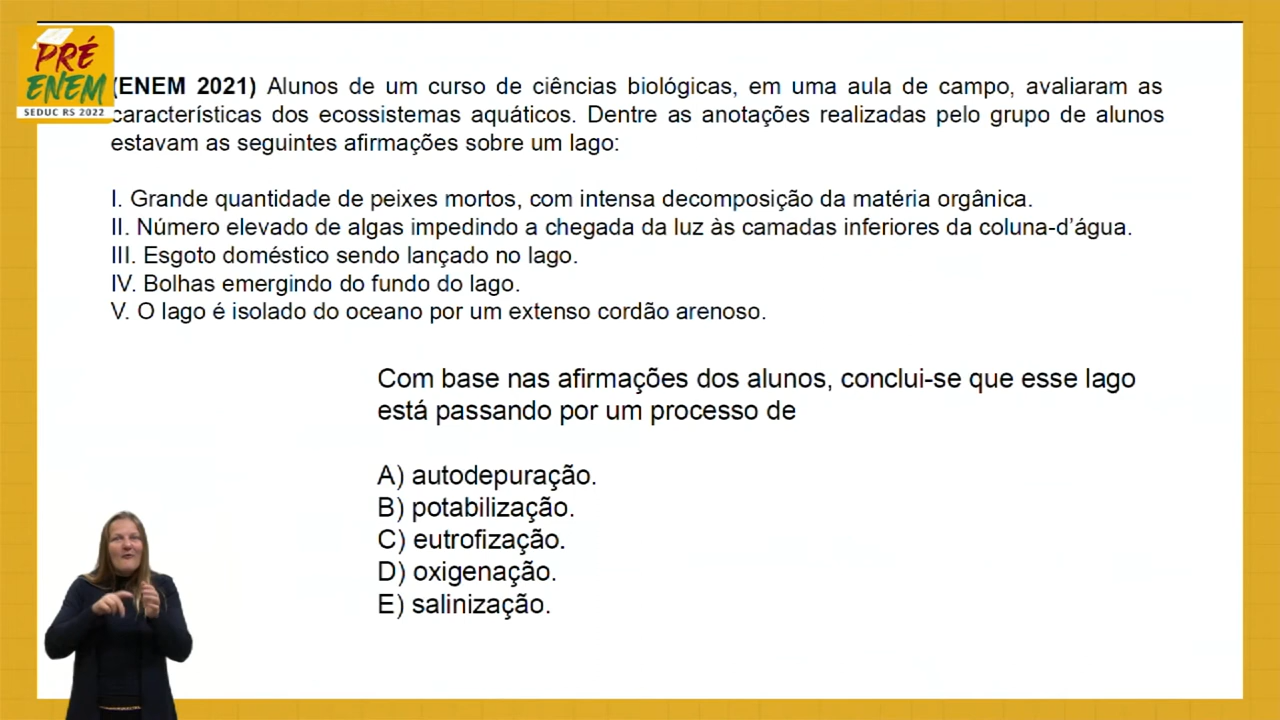 PRÉ
ENEM
SEDUC RS 2022
(ENEM 2021) Alunos de um curso de ciências biológicas, em uma aula de campo, avaliaram as
características dos ecossistemas aquáticos. Dentre as anotações realizadas pelo grupo de alunos
estavam as seguintes afirmações sobre um lago:
I. Grande quantidade de peixes mortos, com intensa decomposição da matéria orgânica.
II. Número elevado de algas impedindo a chegada da luz às camadas inferiores da coluna-d’água.
III. Esgoto doméstico sendo lançado no lago.
IV. Bolhas emergindo do fundo do lago.
V. O lago é isolado do oceano por um extenso cordão arenoso.
Com base nas afirmações dos alunos, conclui-se que esse lago
está passando por um processo de
A) autodepuração.
B) potabilização.
C) eutrofização.
D) oxigenação.
E) salinização.